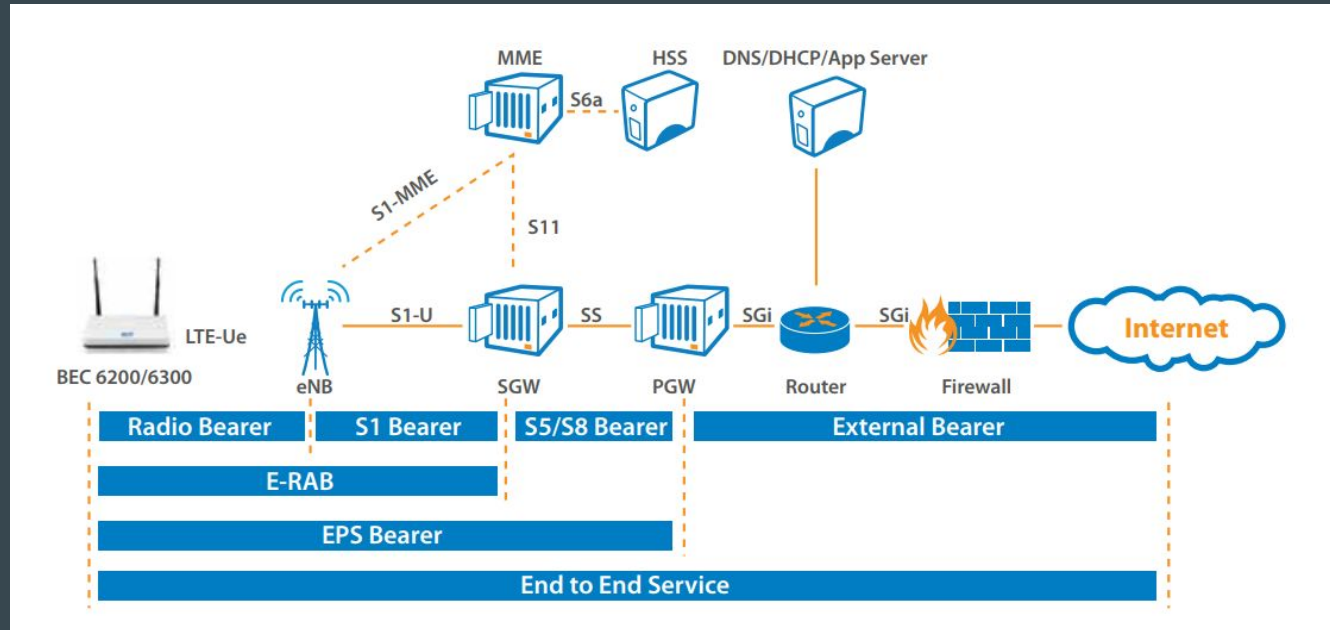 MME
HSS
DNS/DHCP/App Server
S6a
S1-MME
S11
S1-U
SS
SGi
SGi
Internet
LTE-Ue
BEC 6200/6300
eNB
SGW
PGW
Router
Firewall
Radio Bearer
S1 Bearer
S5/S8 Bearer
External Bearer
E-RAB
EPS Bearer
End to End Service